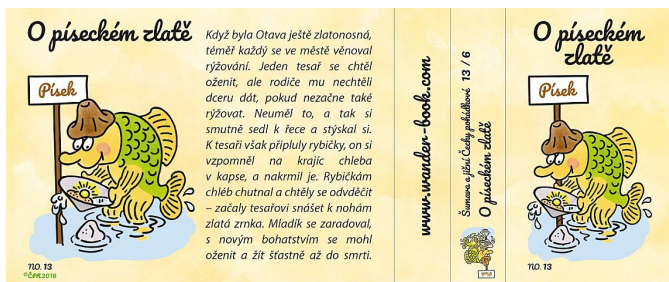 O píseckém zlatě
Písek
NO. 13
Když byla Otava ještě zlatonosná,
téměř každý se ve městě věnoval
rýžování. Jeden tesař se chtěl
oženit, ale rodiče mu nechtěli
dceru dát, pokud nezačne také
rýžovat. Neuměl to, a tak si
smutně sedl k řece a stýskal si.
K tesaři však připluly rybičky, on si
vzpomněl na krajíc chleba
v kapse, a nakrmil je. Rybičkám
chléb chutnal a chtěly se odvděčit
– začaly tesařovi snášet k nohám
zlatá zrnka. Mladík se zaradoval,
s novým bohatstvím se mohl
oženit a žít šťastně až do smrti.
www.wander-book.com
Šumava a jižní Čechy pohádkové 13 / 6
O píseckém zlatě
O píseckém
zlatě
Písek
NO. 13